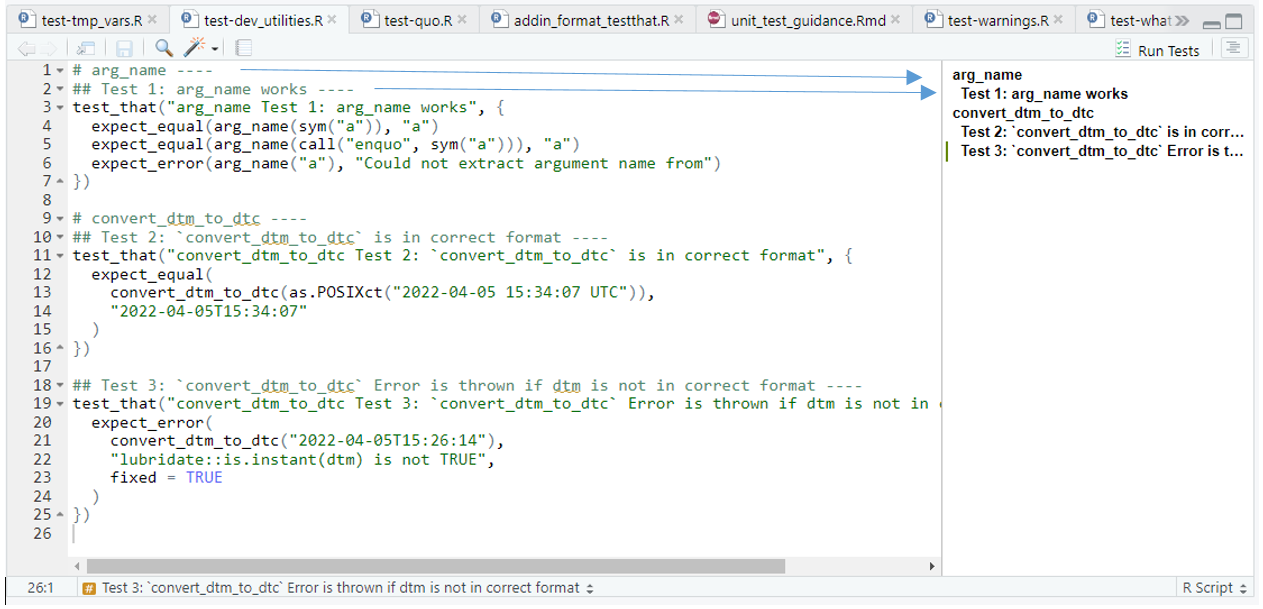 test-tmp_vars.R
test-dev_utilities.R
test-quo.R
addin_format_testthat.R
unit_test_guidance.Rmd
test-warnings.R
test-what
Run Tests
1 # arg_name ----
2 ## Test 1: arg_name works ----
3 test_that("arg_name Test 1: arg_name works", {
4   expect_equal(arg_name(sym("a")), "a")
5   expect_equal(arg_name(call("enquo", sym("a"))), "a")
6   expect_error(arg_name("a"), "Could not extract argument name from")
7 })
8
9 # convert_dtm_to_dtc ----
10 ## Test 2: `convert_dtm_to_dtc` is in correct format ----
11 test_that("convert_dtm_to_dtc Test 2: `convert_dtm_to_dtc` is in correct format", {
12   expect_equal(
13     convert_dtm_to_dtc(as.POSIXct("2022-04-05 15:34:07 UTC")),
14     "2022-04-05T15:34:07"
15   )
16 })
17
18 ## Test 3: `convert_dtm_to_dtc` Error is thrown if dtm is not in correct format ----
19 test_that("convert_dtm_to_dtc Test 3: `convert_dtm_to_dtc` Error is thrown if dtm is not in
20   expect_error(
21     convert_dtm_to_dtc("2022-04-05T15:26:14"),
22     "lubridate::is.instant(dtm) is not TRUE",
23     fixed = TRUE
24   )
25 })
26
arg_name
Test 1: arg_name works
convert_dtm_to_dtc
Test 2: `convert_dtm_to_dtc` is in corr...
Test 3: `convert_dtm_to_dtc` Error is t...
26:1
# Test 3: `convert_dtm_to_dtc` Error is thrown if dtm is not in correct format
R Script